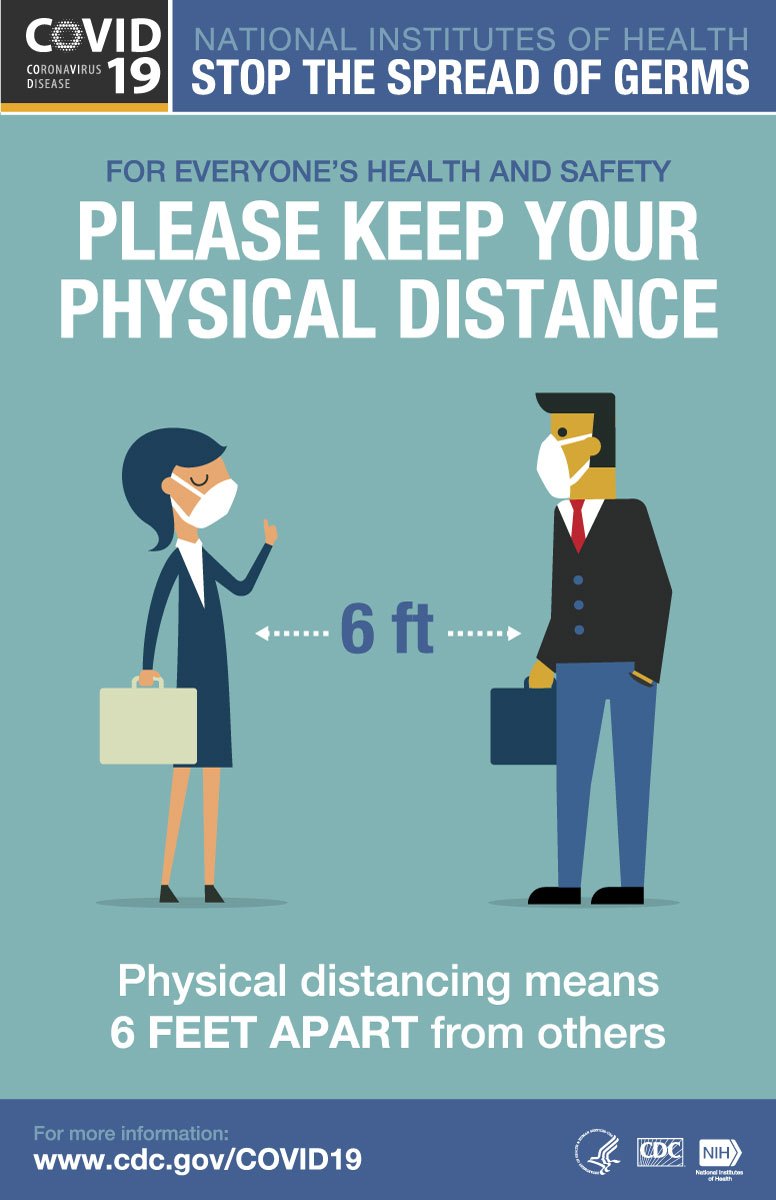 COVID
19
CORONAVIRUS
DISEASE
NATIONAL INSTITUTES OF HEALTH
STOP THE SPREAD OF GERMS
FOR EVERYONE'S HEALTH AND SAFETY
PLEASE KEEP YOUR
PHYSICAL DISTANCE
6 ft
Physical distancing means
6 FEET APART from others
For more information:
www.cdc.gov/COVID19
CDC
NIH
National Institutes
of Health